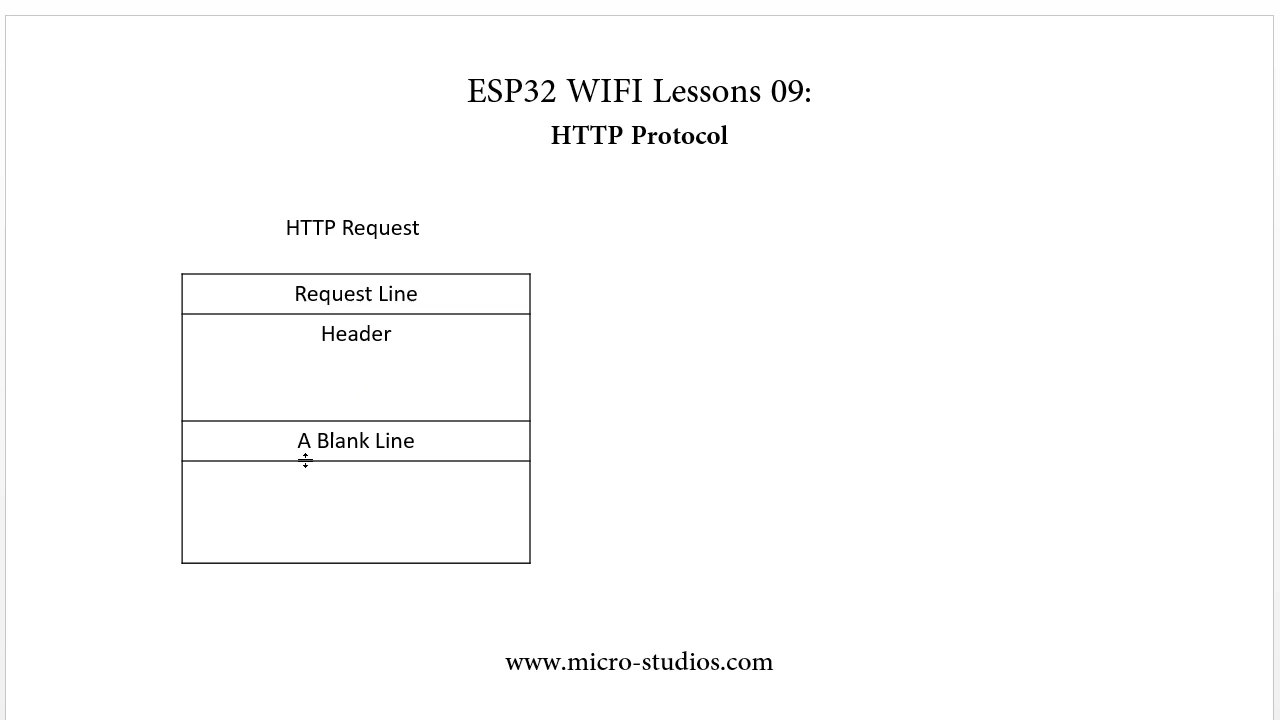 ESP32 WIFI Lessons 09:
HTTP Protocol
HTTP Request
Request Line
Header
A Blank Line
www.micro-studios.com